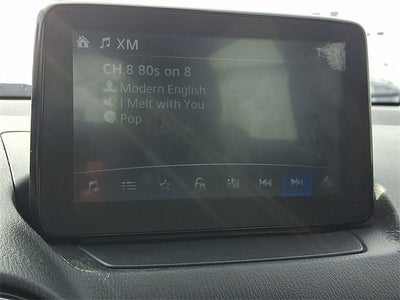 XM
CH.8 80s on 8
Modern English
I Melt with You
Pop